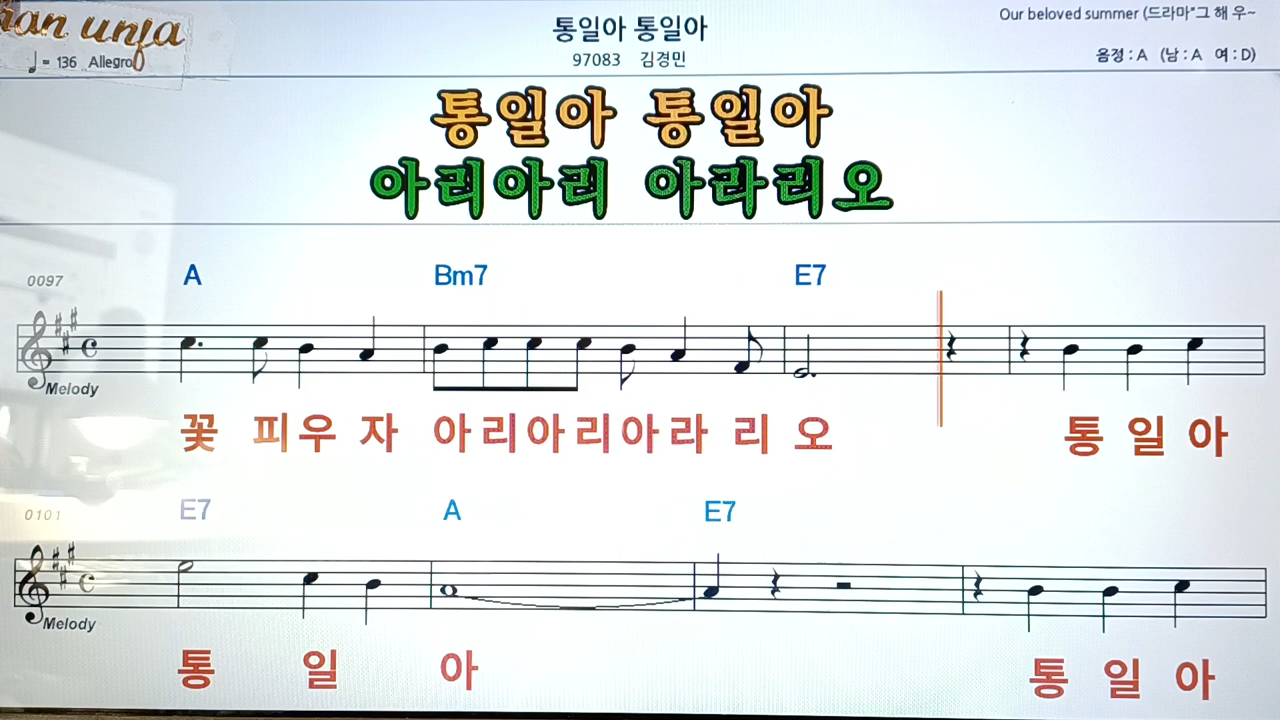 unja
통일아 통일아
Our beloved summer (드라마"그 해 우~
♩ = 136 Allegro
97083 김경민
음정 : A (남 : A 여 : D)
통일아 통일아
아리아리 아라리오
0097
A Bm7 E7
Melody
꽃 피우 자 아리아리아라 리 오 통 일 아
0101
E7 A E7
Melody
통 일 아 통 일 아